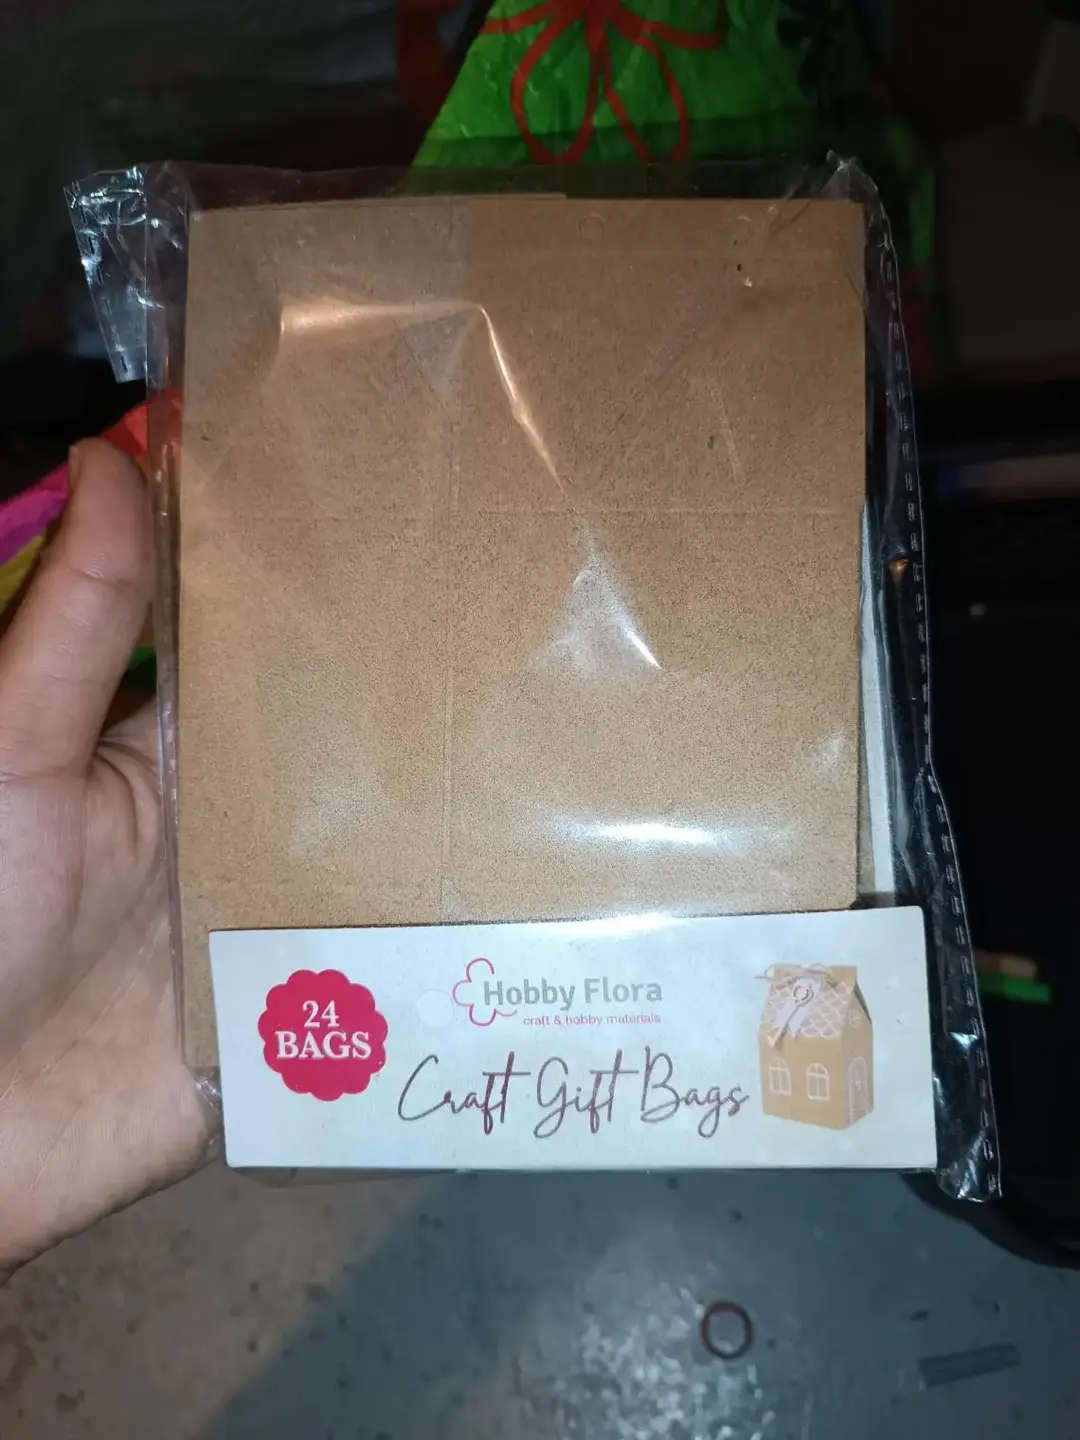 24
BAGS
Hobby Flora
craft & hobby materials
Craft Gift Bags